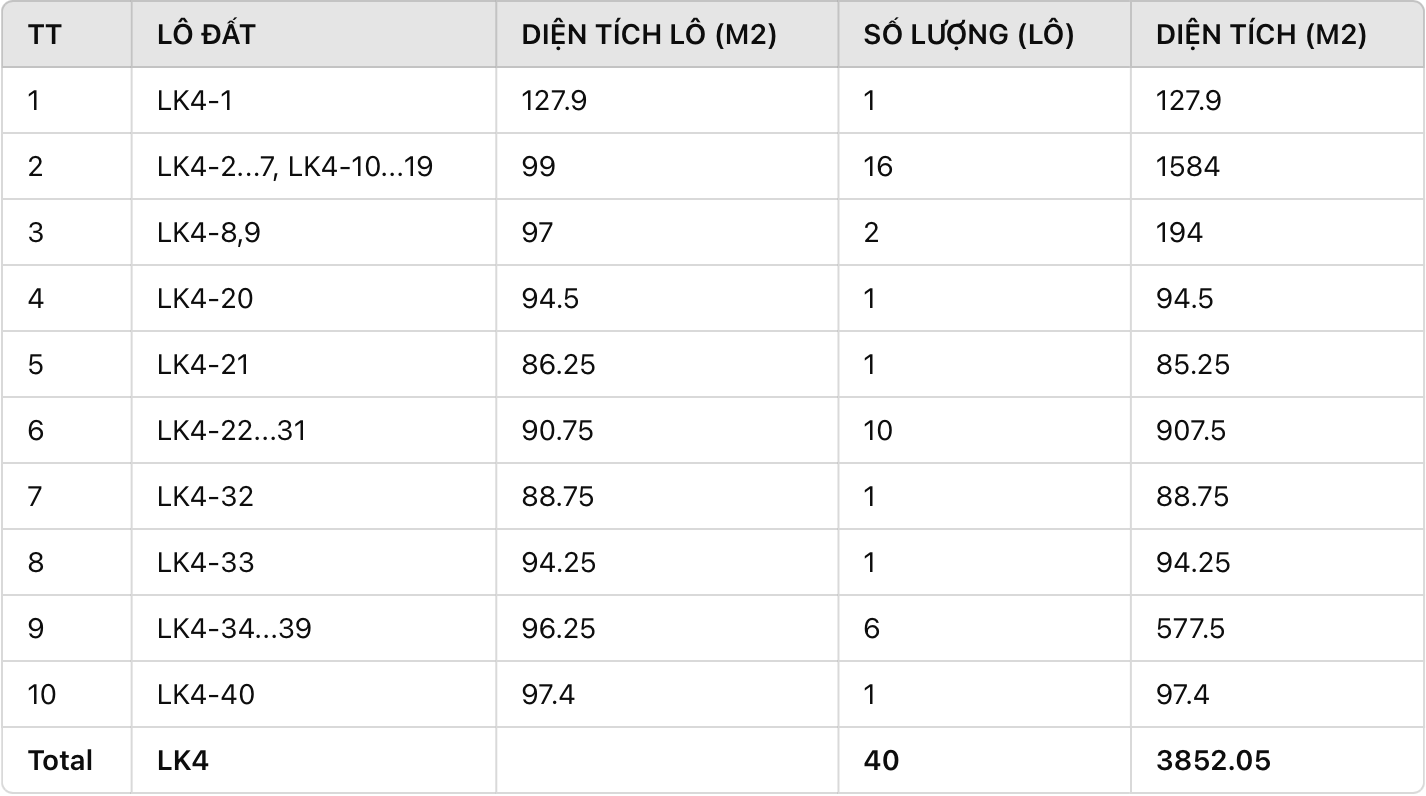 TT LÔ ĐẤT DIỆN TÍCH LÔ (M2) SỐ LƯỢNG (LÔ) DIỆN TÍCH (M2)
1 LK4-1 127.9 1 127.9
2 LK4-2...7, LK4-10...19 99 16 1584
3 LK4-8,9 97 2 194
4 LK4-20 94.5 1 94.5
5 LK4-21 86.25 1 85.25
6 LK4-22...31 90.75 10 907.5
7 LK4-32 88.75 1 88.75
8 LK4-33 94.25 1 94.25
9 LK4-34...39 96.25 6 577.5
10 LK4-40 97.4 1 97.4
Total LK4 40 3852.05